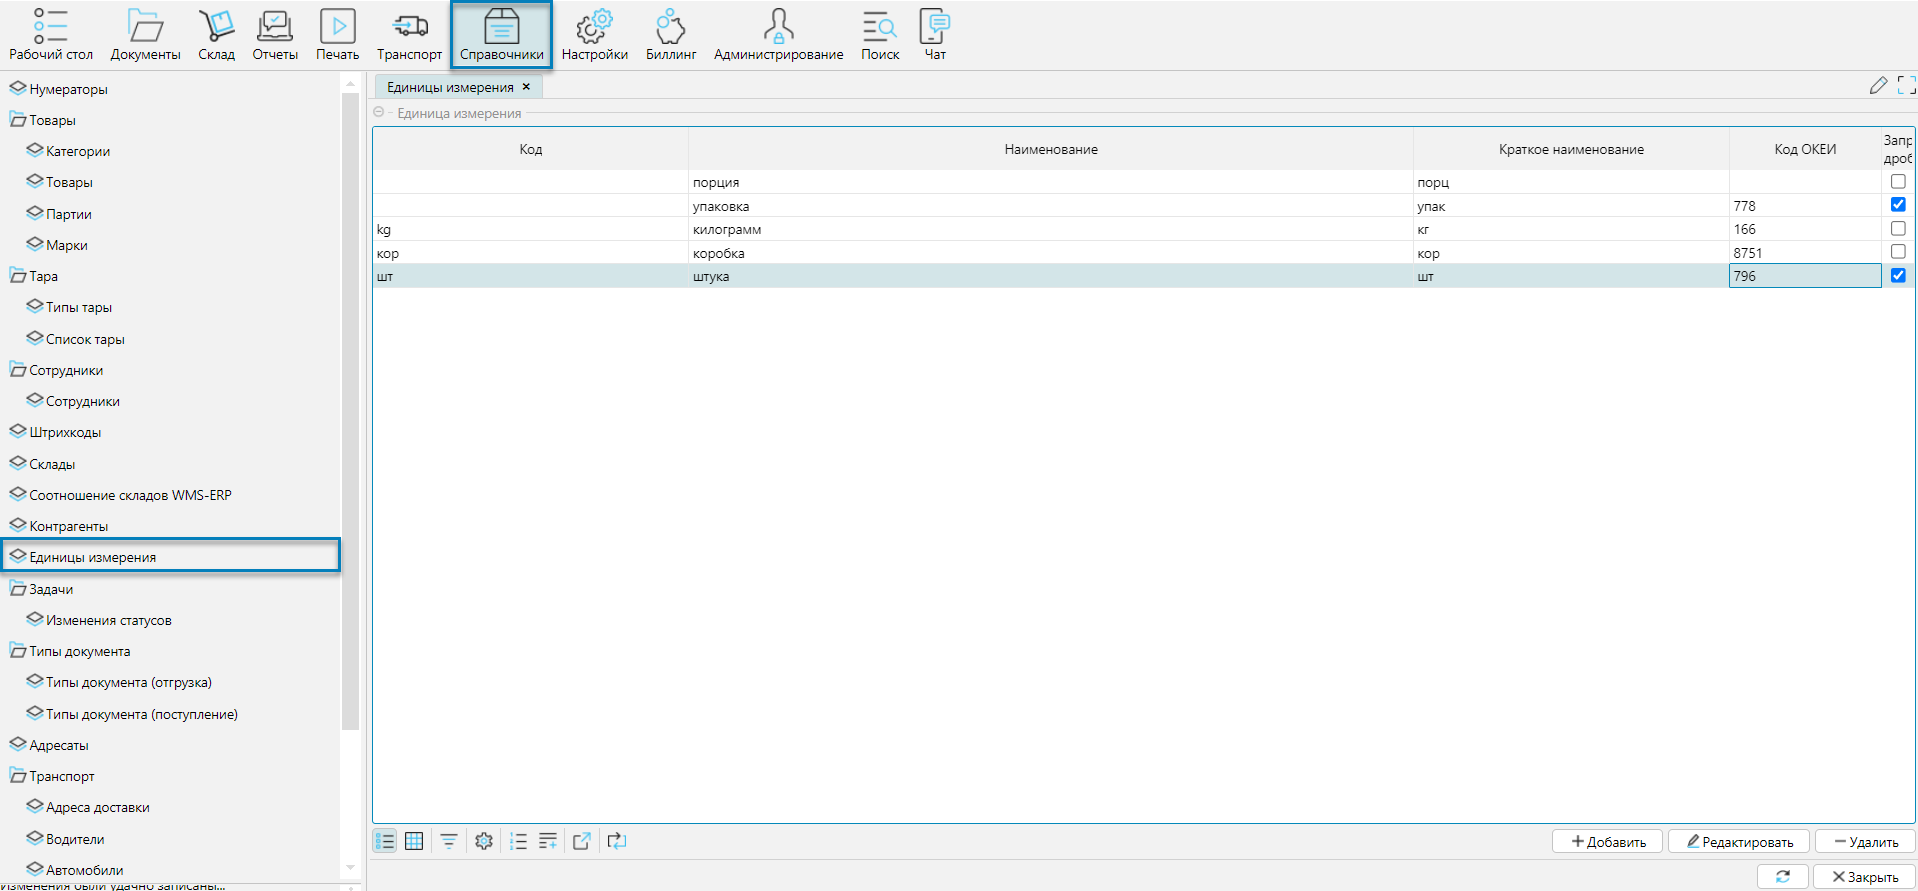 Рабочий стол Документы Склад Отчеты Печать Транспорт Справочники Настройки Биллинг Администрирование Поиск Чат
Нумераторы
Товары
Категории
Товары
Партии
Марки
Тара
Типы тары
Список тары
Сотрудники
Сотрудники
Штрихкоды
Склады
Соотношение складов WMS-ERP
Контрагенты
Единицы измерения
Задачи
Изменения статусов
Типы документа
Типы документа (отгрузка)
Типы документа (поступление)
Адресаты
Транспорт
Адреса доставки
Водители
Автомобили
Изменения были удачно записаны...
Единицы измерения
Единица измерения
Код Наименование Краткое наименование Код ОКЕИ Запр
дроб
порция порц
упаковка упак 778
kg килограмм кг 166
кор коробка кор 8751
шт штука шт 796
Добавить Редактировать Удалить
Закрыть